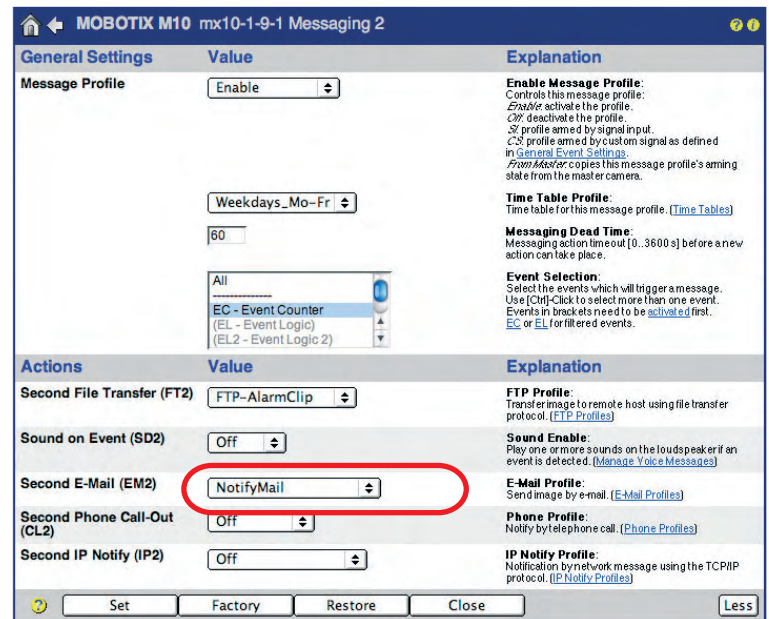 MOBOTIX M10 mx10-1-9-1 Messaging 2
General Settings Value Explanation
Message Profile
Enable
Enable Message Profile:
Controls this message profile:
Enable: activate the profile.
Off: deactivate the profile.
SI: profile armed by signal input.
CS: profile armed by custom signal as defined
in General Event Settings.
From Master: copies this message profile's arming
state from the master camera.
Weekdays_Mo-Fr
Time Table Profile:
Time table for this message profile. (Time Tables)
60
Messaging Dead Time:
Messaging action timeout [0..3600 s] before a new
action can take place.
All
--------------
EC - Event Counter
(EL - Event Logic)
(EL2 - Event Logic 2)
Event Selection:
Select the events which will trigger a message.
Use [Ctrl]-Click to select more than one event.
Events in brackets need to be activated first.
EC or EL for filtered events.
Actions Value Explanation
Second File Transfer (FT2)
FTP-AlarmClip
FTP Profile:
Transfer image to remote host using file transfer
protocol. (FTP Profiles)
Sound on Event (SD2)
Off
Sound Enable:
Play one or more sounds on the loudspeaker if an
event is detected. (Manage Voice Messages)
Second E-Mail (EM2)
NotifyMail
E-Mail Profile:
Send image by e-mail. (E-Mail Profiles)
Second Phone Call-Out
(CL2)
Off
Phone Profile:
Notify by telephone call. (Phone Profiles)
Second IP Notify (IP2)
Off
IP Notify Profile:
Notification by network message using the TCP/IP
protocol. (IP Notify Profiles)
Set Factory Restore Close Less